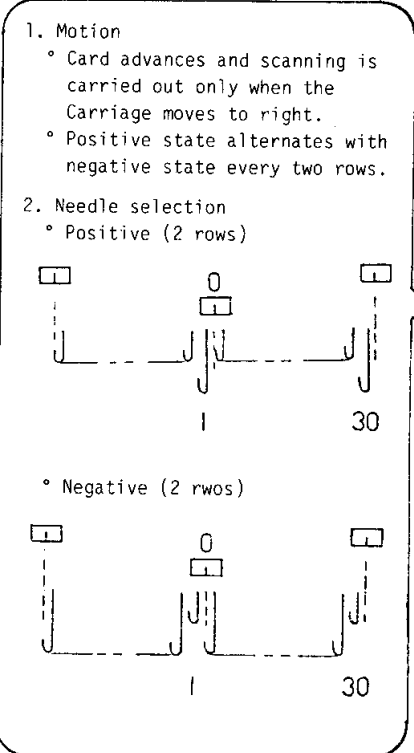 1. Motion
° Card advances and scanning is
carried out only when the
Carriage moves to right.
° Positive state alternates with
negative state every two rows.
2. Needle selection
° Positive (2 rows)
0
1 30
° Negative (2 rwos)
0
1 30